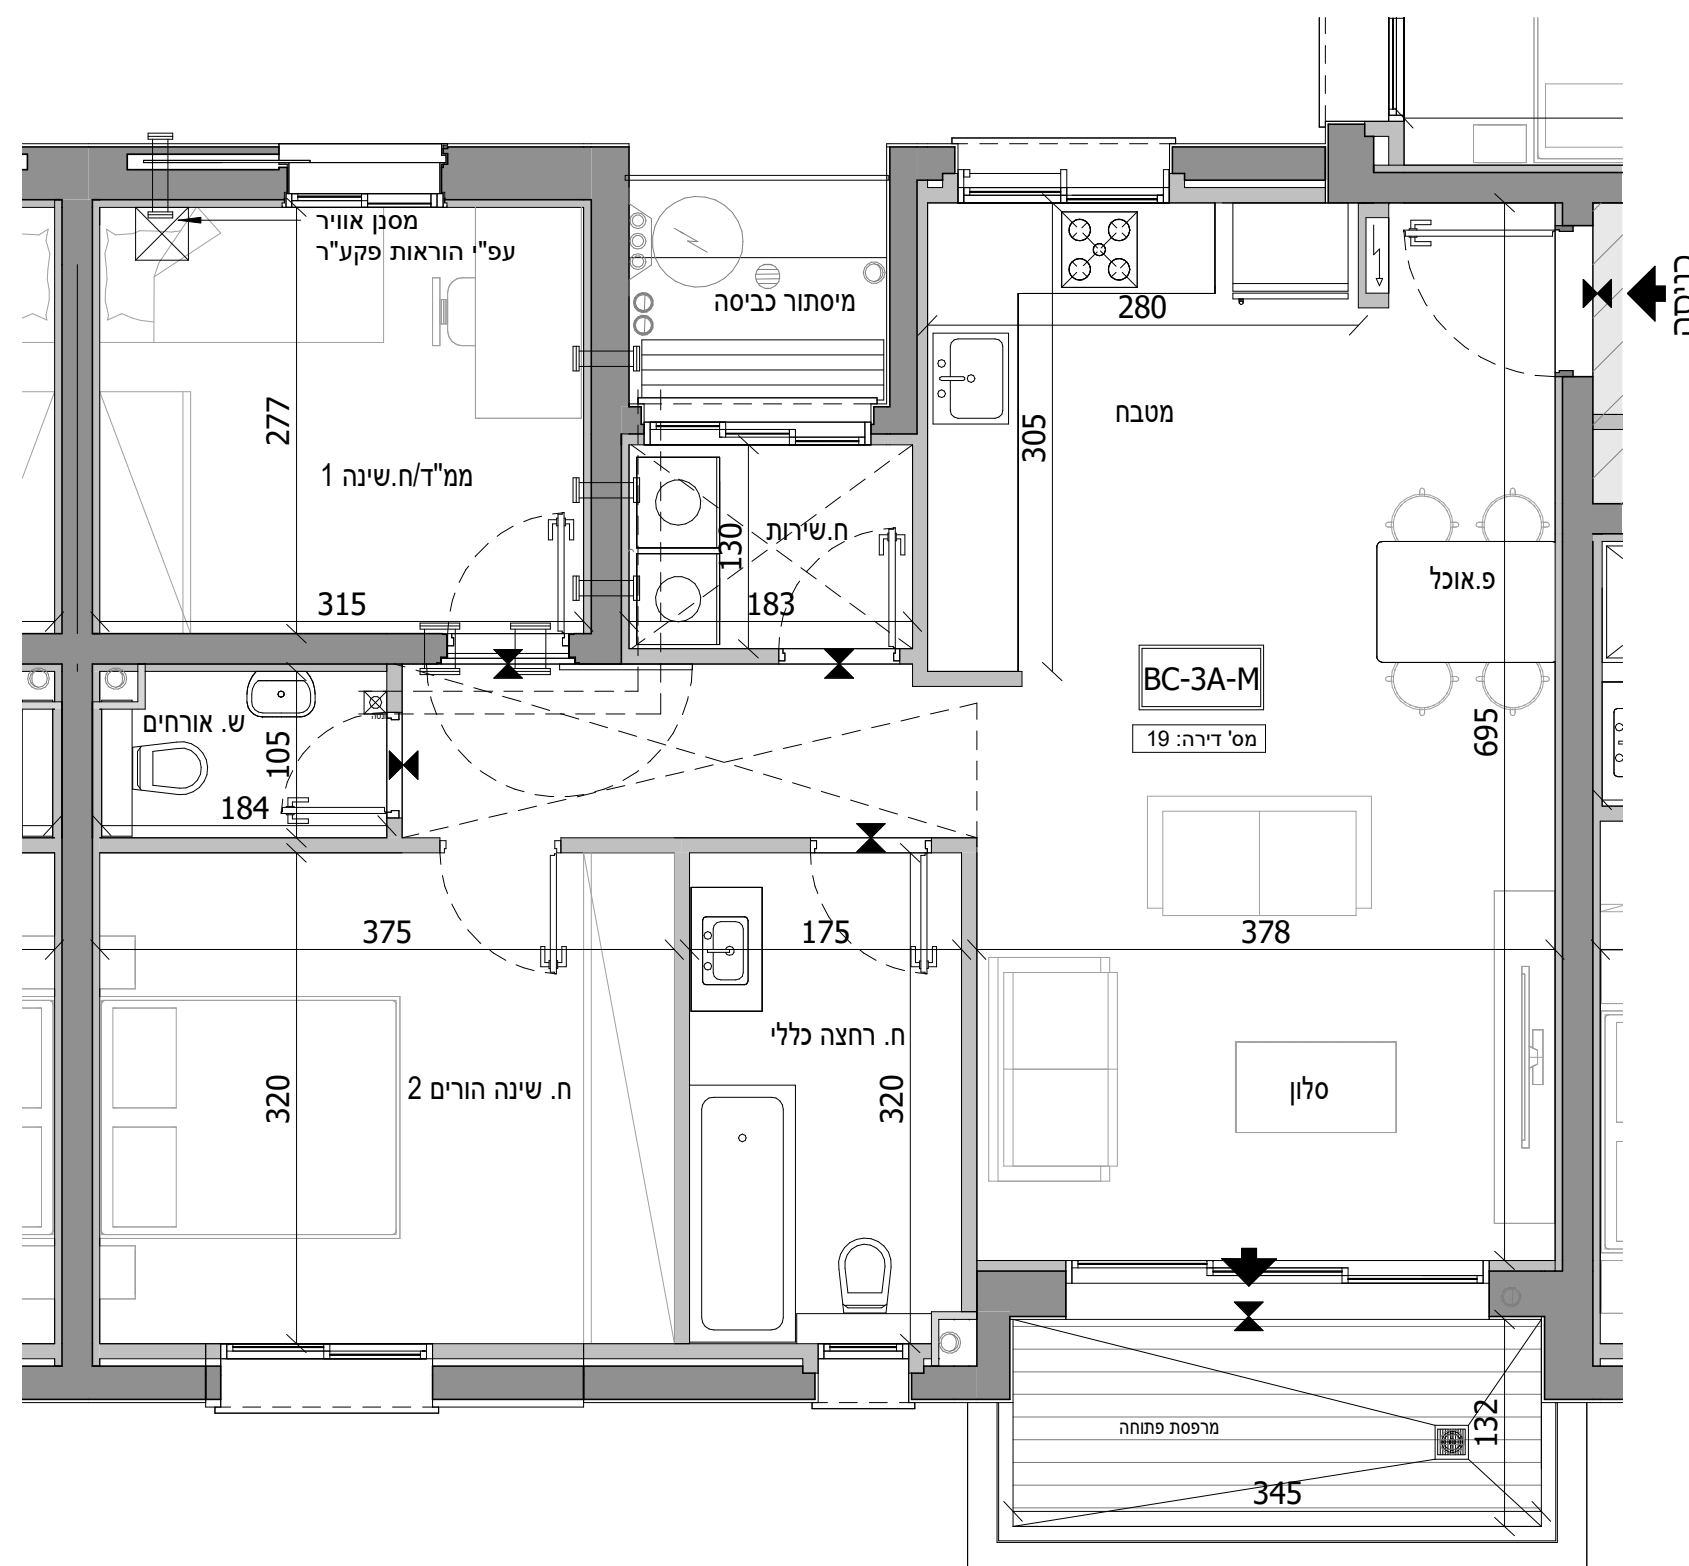 מסנן אוויר
עפ"י הוראות פקע"ר
מיסתור כביסה
280
כניסה
277
305
מטבח
ממ"ד/ח.שינה 1
ח.שירות
130
פ.אוכל
315
183
BC-3A-M
מס' דירה: 19
695
ש. אורחים
105
184
375
175
378
ח. רחצה כללי
320
ח. שינה הורים 2
320
סלון
מרפסת פתוחה
132
345